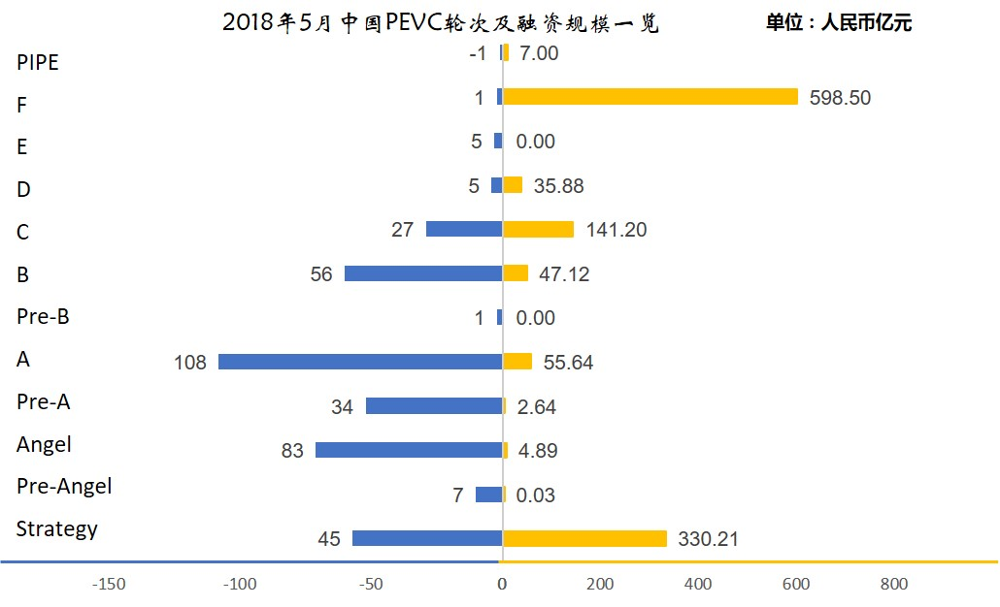 2018年5月中国PEVC轮次及融资规模一览 单位：人民币亿元
PIPE -1 7.00
F 1 598.50
E 5 0.00
D 5 35.88
C 27 141.20
B 56 47.12
Pre-B 1 0.00
A 108 55.64
Pre-A 34 2.64
Angel 83 4.89
Pre-Angel 7 0.03
Strategy 45 330.21
-150 -100 -50 0 200 400 600 800